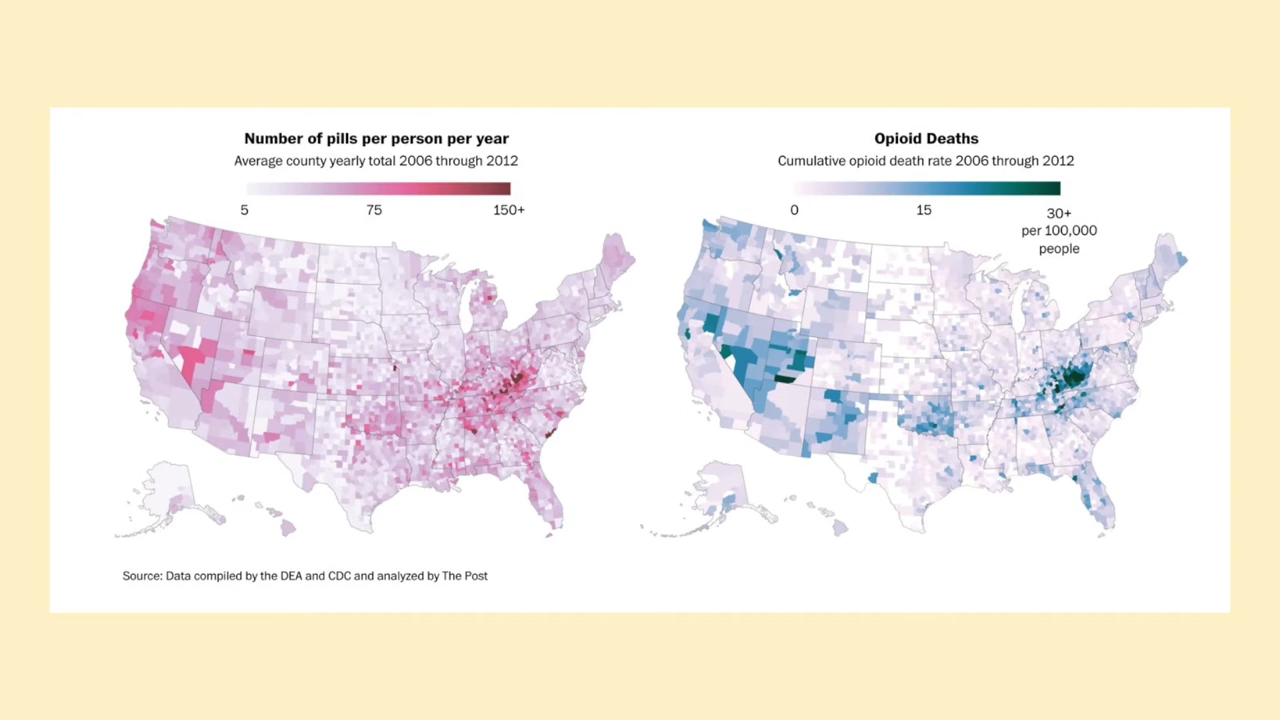 Number of pills per person per year
Average county yearly total 2006 through 2012
5 75 150+
Opioid Deaths
Cumulative opioid death rate 2006 through 2012
0 15 30+
per 100,000
people
Source: Data compiled by the DEA and CDC and analyzed by The Post